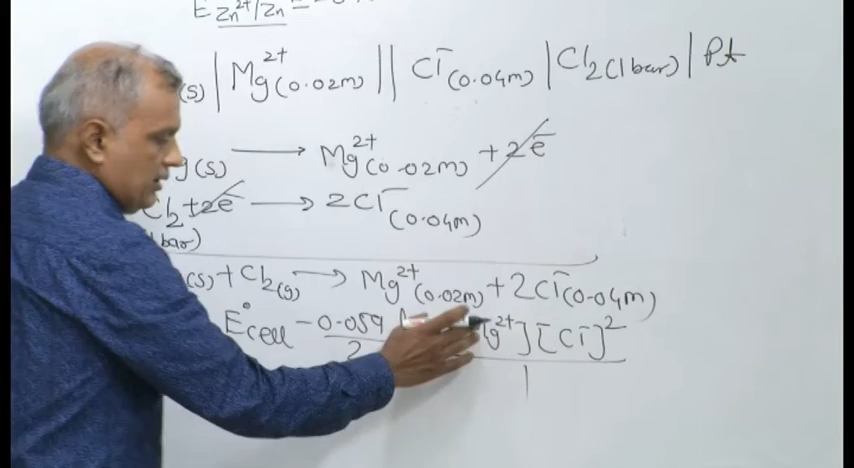 E Zn²⁺/Zn =
(s) | Mg²⁺(0.02m) || Cl⁻(0.04m) | Cl₂(1 bar) | Pt
g(s) ⟶ Mg²⁺(0.02m) + 2e⁻
Cl₂ + 2e⁻ ⟶ 2Cl⁻(0.04m)
bar)
(s) + Cl₂(g) ⟶ Mg²⁺(0.02m) + 2Cl⁻(0.04m)
E°cell - 0.059 g²⁺][Cl⁻]²
2 1